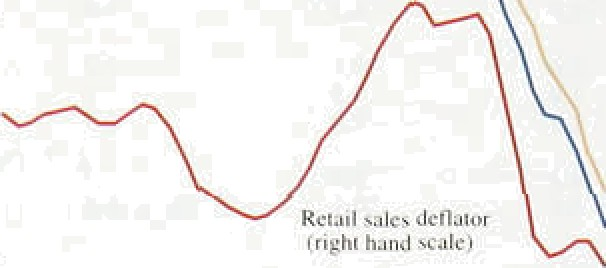 Retail sales deflator
(right hand scale)